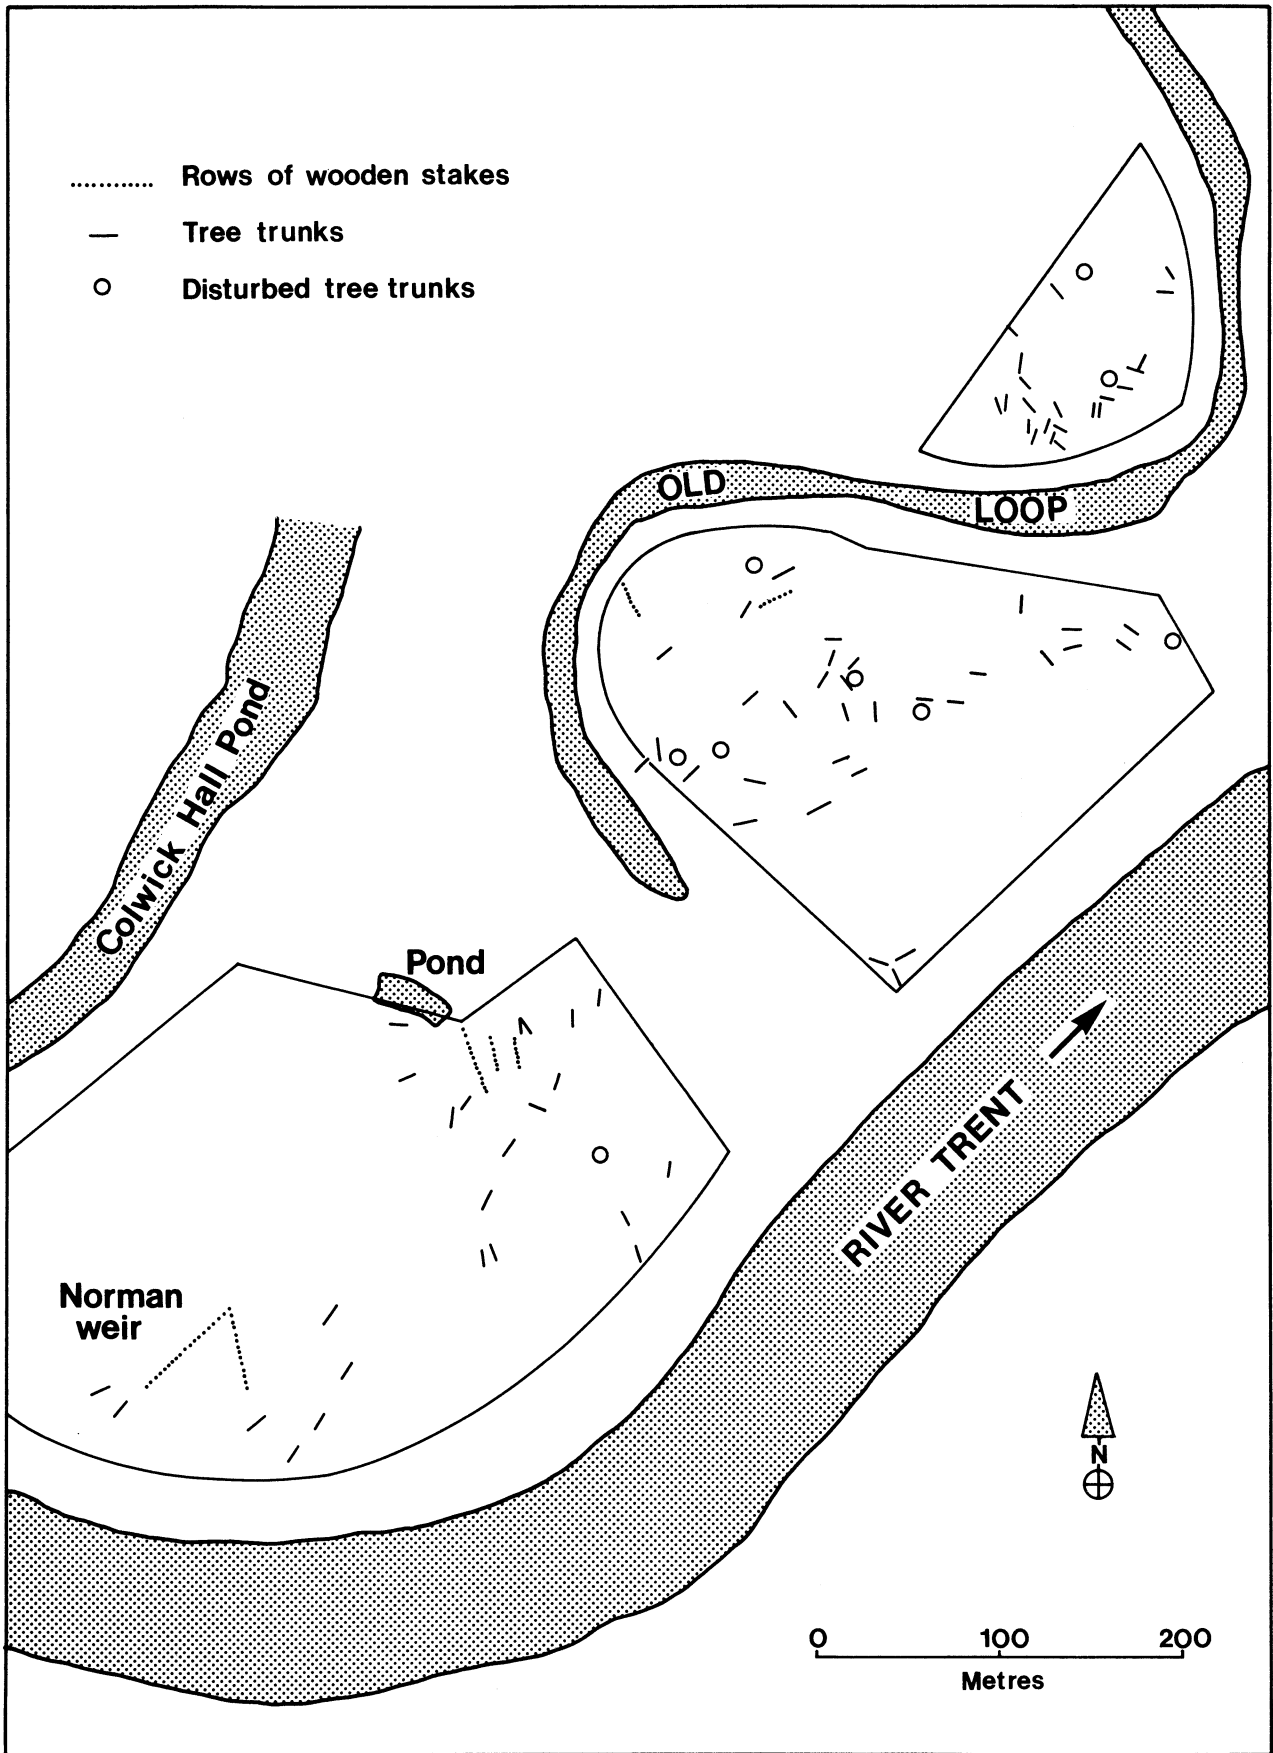 Rows of wooden stakes
Tree trunks
Disturbed tree trunks
OLD
LOOP
Colwick Hall Pond
Pond
RIVER TRENT
Norman
weir
N
0 100 200
Metres